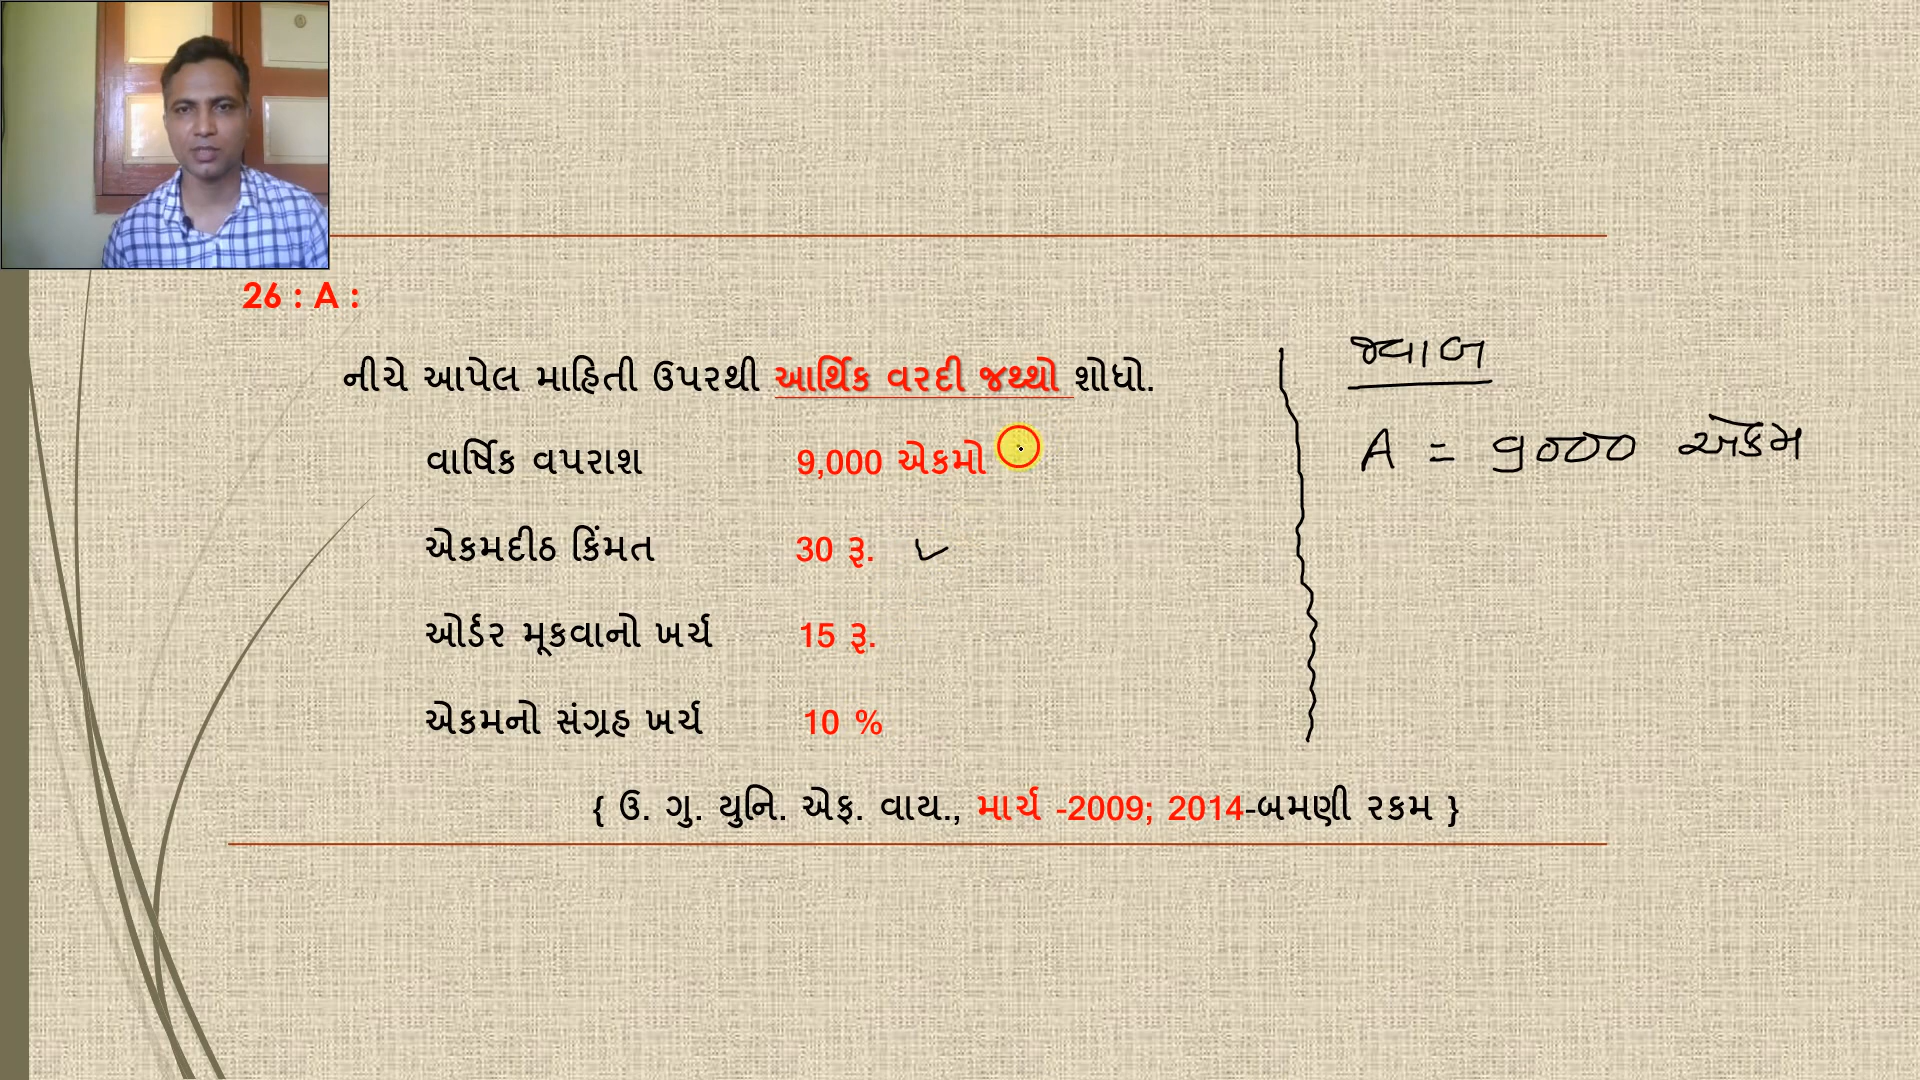 26 : A :
નીચે આપેલ માહિતી ઉપરથી આર્થિક વરદી જથ્થો શોધો.
વાર્ષિક વપરાશ 9,000 એકમો
એકમદીઠ કિંમત 30 રૂ.
ઓર્ડર મૂકવાનો ખર્ચ 15 રૂ.
એકમનો સંગ્રહ ખર્ચ 10 %
{ ઉ. ગુ. યુનિ. એફ. વાય., માર્ચ -2009; 2014-બમણી રકમ }
જવાબ
A = 9000 એકમ